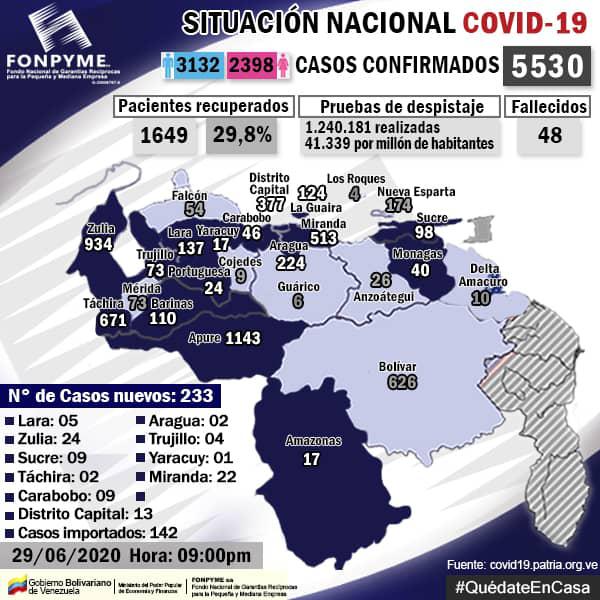 FONPYME S.A.
Fondo Nacional de Garantías Recíprocas
para la Pequeña y Mediana Empresa
SITUACIÓN NACIONAL COVID-19
3132 2398 CASOS CONFIRMADOS 5530
Pacientes recuperados
1649 29,8%
Pruebas de despistaje
1.240.181 realizadas
41.339 por millón de habitantes
Fallecidos
48
Falcón
54
Distrito
Capital
377
124
La Guaira
Los Roques
4
Nueva Esparta
174
Zulia
934
Lara
137
Yaracuy
17
Carabobo
46
Miranda
513
Sucre
98
Trujillo
73
Portuguesa
24
Cojedes
9
Aragua
224
Monagas
40
Delta
Amacuro
10
Mérida
73
Barinas
110
Guárico
6
26
Anzoátegui
Táchira
671
Apure 1143
Bolívar
626
Amazonas
17
N° de Casos nuevos: 233
Lara: 05
Zulia: 24
Sucre: 09
Táchira: 02
Carabobo: 09
Distrito Capital: 13
Casos importados: 142
Aragua: 02
Trujillo: 04
Yaracuy: 01
Miranda: 22
29/06/2020 Hora: 09:00pm
Fuente: covid19.patria.org.ve
#QuédateEnCasa
Gobierno Bolivariano
de Venezuela
Ministerio del Poder Popular
de Economía y Finanzas
FONPYME SA
Fondo Nacional de Garantías Recíprocas
para la Pequeña y Mediana Empresa